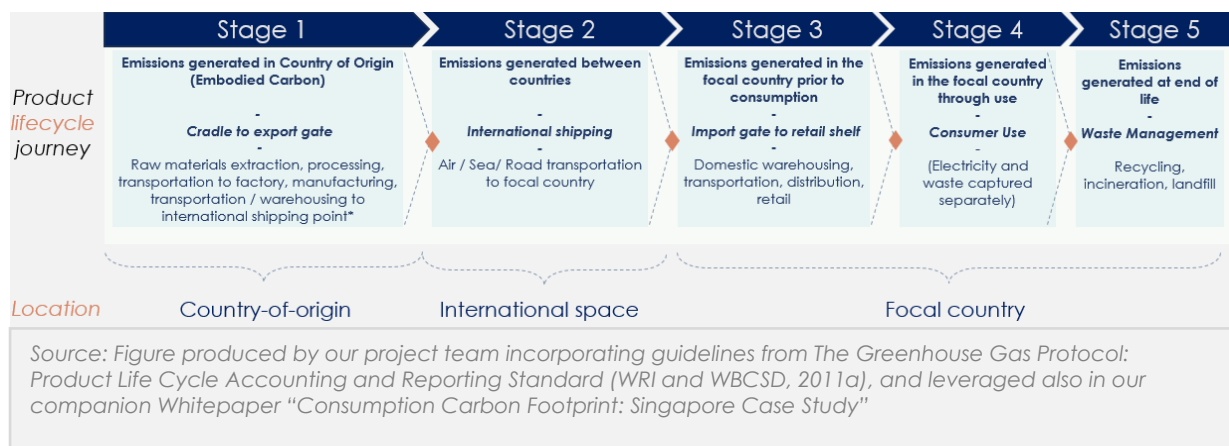 Stage 1
Stage 2
Stage 3
Stage 4
Stage 5
Product
lifecycle
journey
Emissions generated in Country of Origin
(Embodied Carbon)
-
Cradle to export gate
-
Raw materials extraction, processing,
transportation to factory, manufacturing,
transportation / warehousing to
international shipping point*
Emissions generated between
countries
-
International shipping
-
Air / Sea/ Road transportation
to focal country
Emissions generated in the
focal country prior to
consumption
-
Import gate to retail shelf
-
Domestic warehousing,
transportation, distribution,
retail
Emissions generated
in the focal country
through use
-
Consumer Use
-
(Electricity and
waste captured
separately)
Emissions
generated at end of
life
-
Waste Management
Recycling,
incineration, landfill
Location
Country-of-origin
International space
Focal country
Source: Figure produced by our project team incorporating guidelines from The Greenhouse Gas Protocol:
Product Life Cycle Accounting and Reporting Standard (WRI and WBCSD, 2011a), and leveraged also in our
companion Whitepaper “Consumption Carbon Footprint: Singapore Case Study”